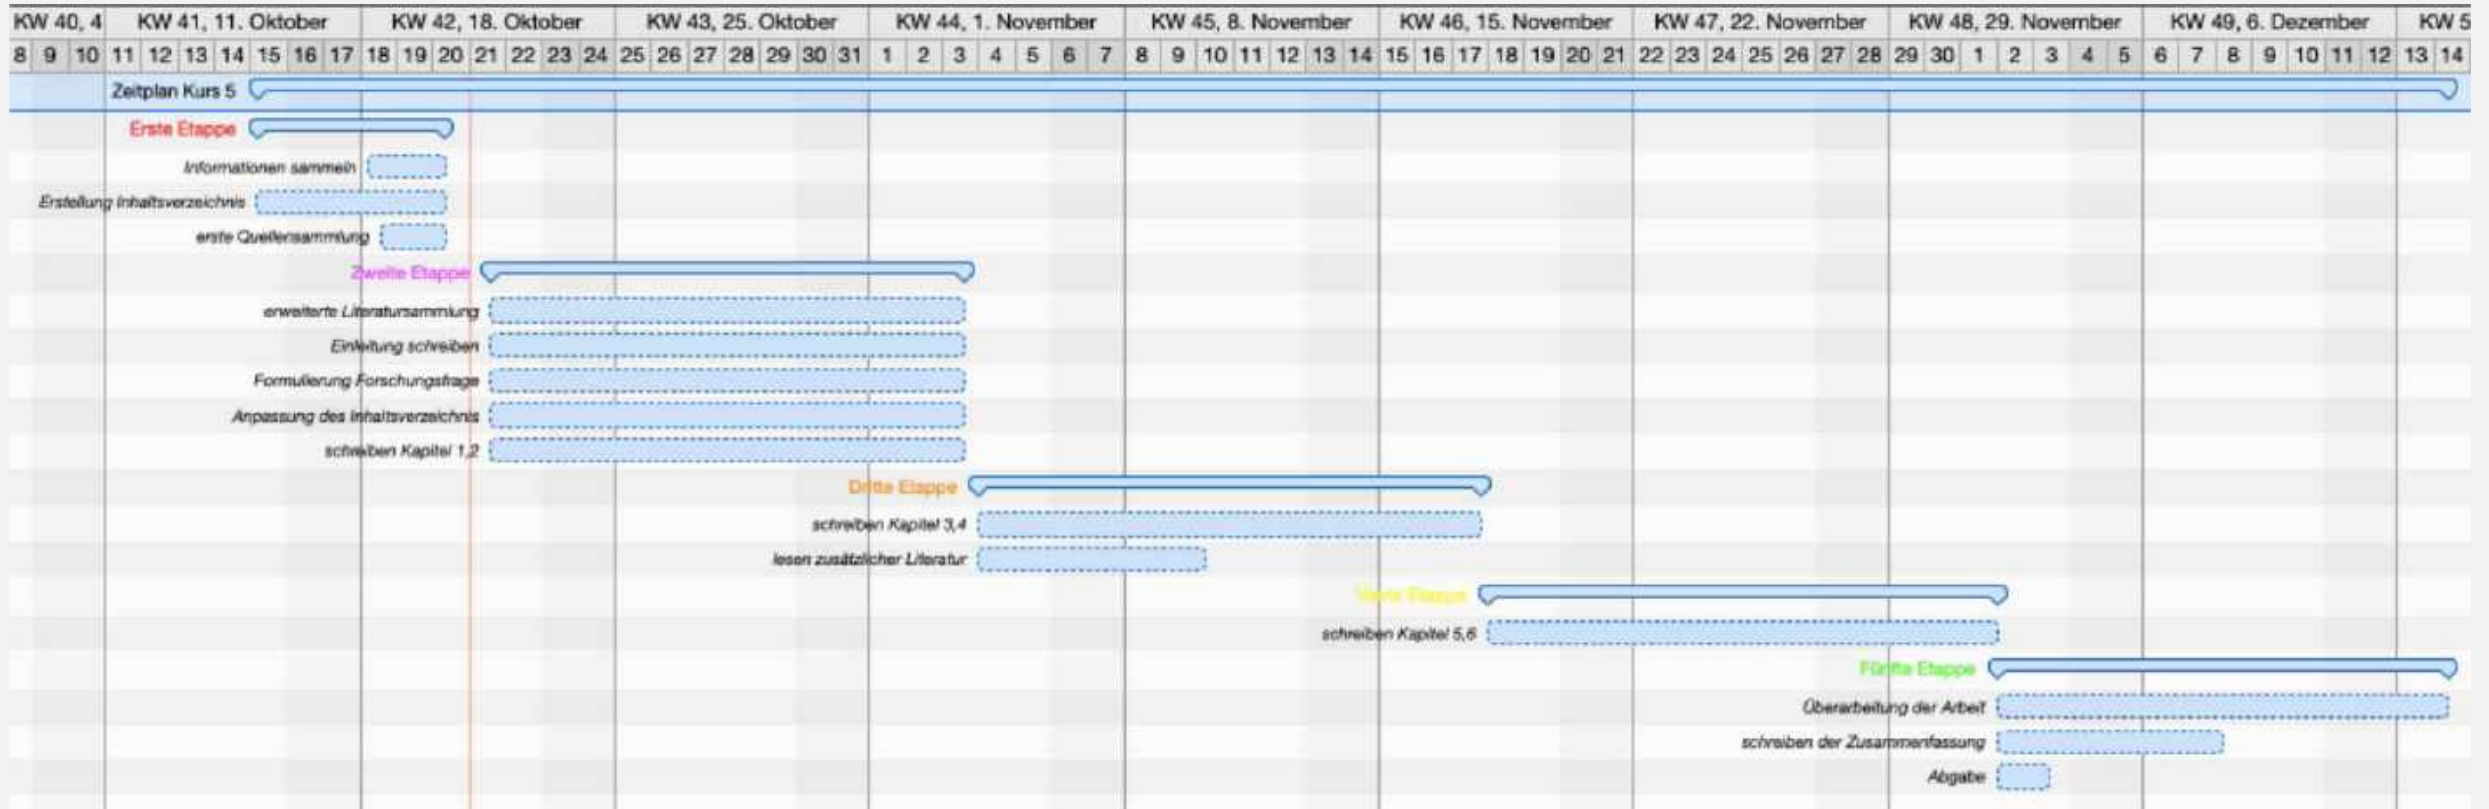 KW 40, 4 KW 41, 11. Oktober KW 42, 18. Oktober KW 43, 25. Oktober KW 44, 1. November KW 45, 8. November KW 46, 15. November KW 47, 22. November KW 48, 29. November KW 49, 6. Dezember KW 5
8 9 10 11 12 13 14 15 16 17 18 19 20 21 22 23 24 25 26 27 28 29 30 31 1 2 3 4 5 6 7 8 9 10 11 12 13 14 15 16 17 18 19 20 21 22 23 24 25 26 27 28 29 30 1 2 3 4 5 6 7 8 9 10 11 12 13 14
Zeitplan Kurs 5
Erste Etappe
Informationen sammeln
Erstellung Inhaltsverzeichnis
erste Quellensammlung
Zweite Etappe
erweiterte Literatursammlung
Einleitung schreiben
Formulierung Forschungsfrage
Anpassung des Inhaltsverzeichnis
schreiben Kapitel 1,2
Dritte Etappe
schreiben Kapitel 3,4
lesen zusätzlicher Literatur
Vierte Etappe
schreiben Kapitel 5,6
Fünfte Etappe
Überarbeitung der Arbeit
schreiben der Zusammenfassung
Abgabe